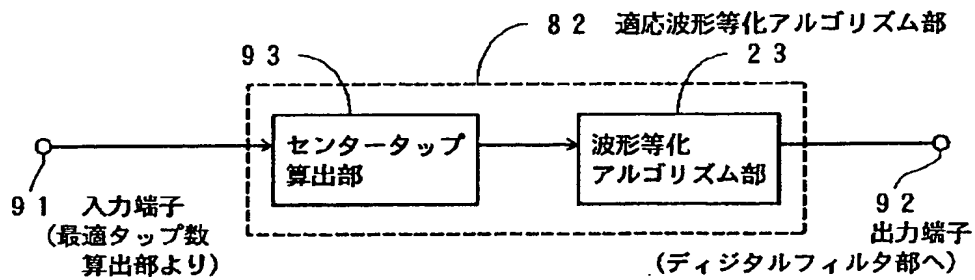 82 適応波形等化アルゴリズム部
93
23
センタータップ
算出部
波形等化
アルゴリズム部
91 入力端子
(最適タップ数
算出部より)
92
出力端子
(ディジタルフィルタ部へ)